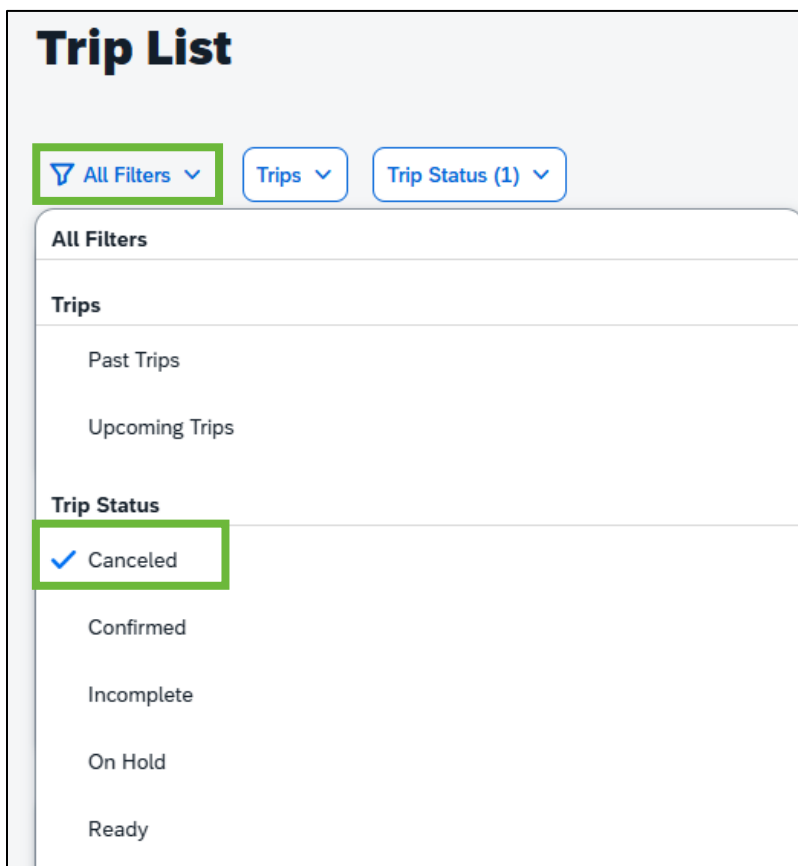 Trip List
All Filters Trips Trip Status (1)
All Filters
Trips
Past Trips
Upcoming Trips
Trip Status
Canceled
Confirmed
Incomplete
On Hold
Ready